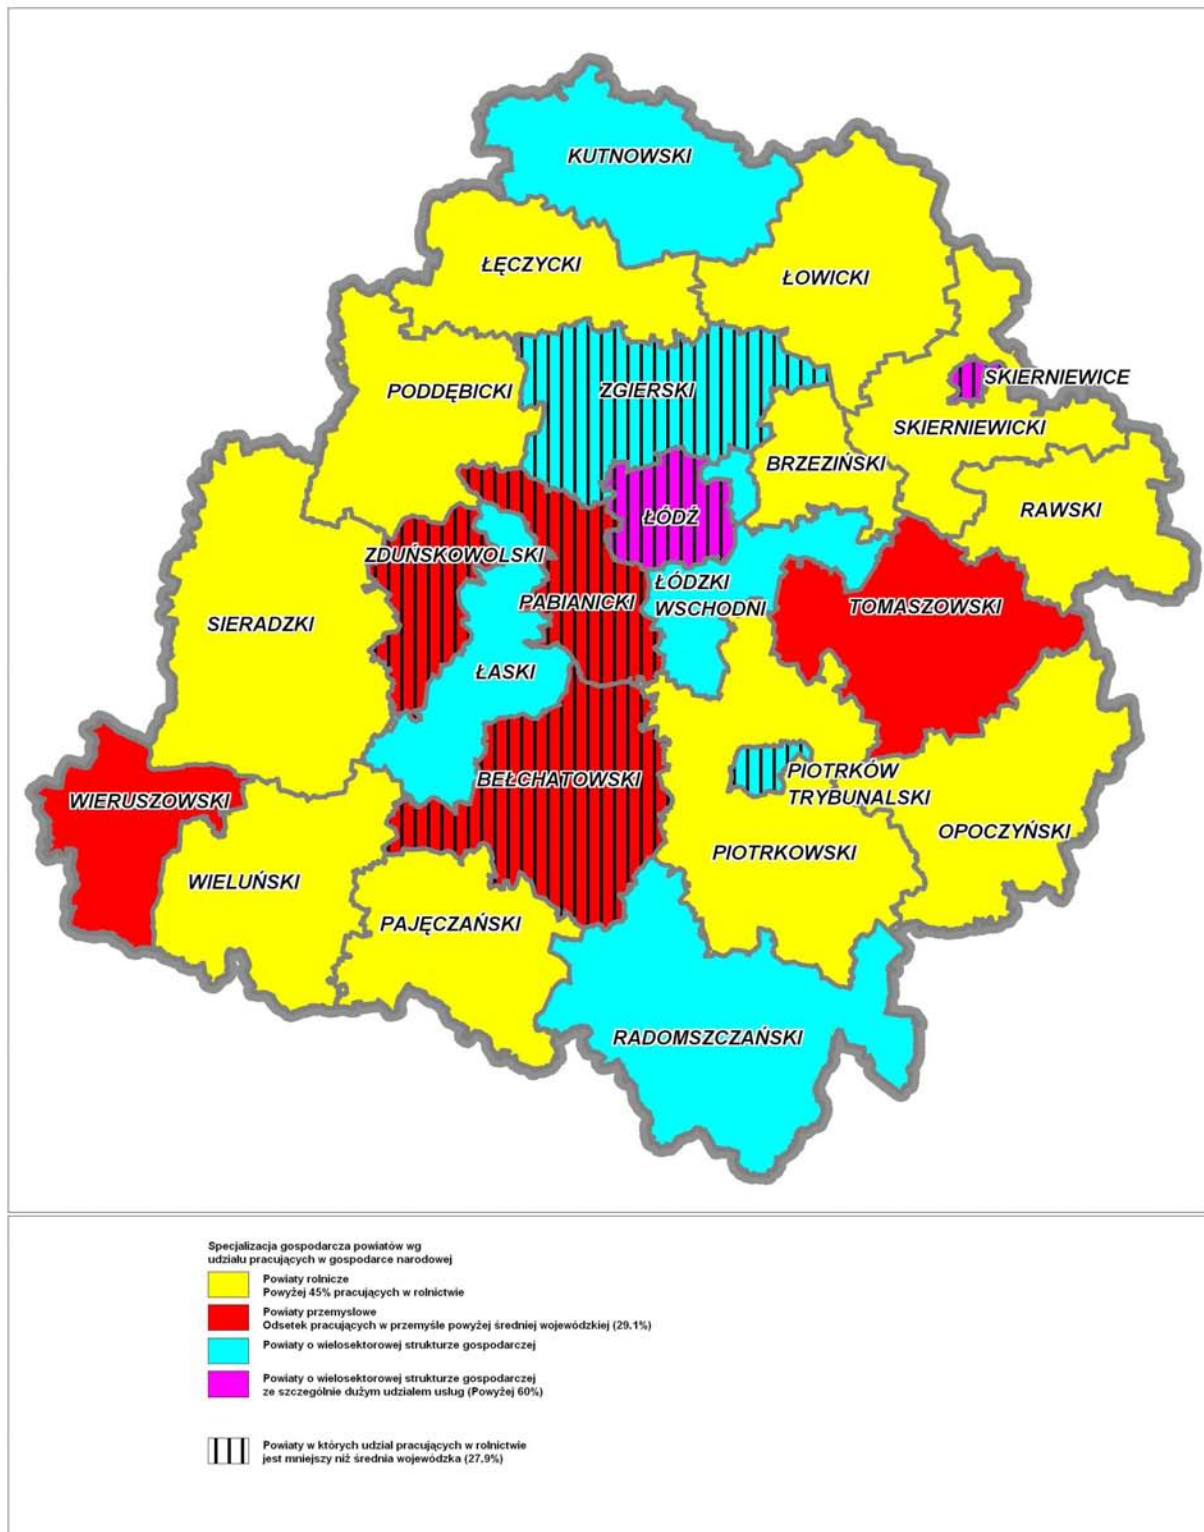 KUTNOWSKI
ŁĘCZYCKI
ŁOWICKI
PODDĘBICKI
ZGIERSKI
SKIERNIEWICE
SKIERNIEWICKI
BRZEZIŃSKI
RAWSKI
ŁÓDŹ
ZDUŃSKOWOLSKI
ŁÓDZKI
WSCHODNI
PABIANICKI
TOMASZOWSKI
SIERADZKI
ŁASKI
BEŁCHATOWSKI
PIOTRKÓW
TRYBUNALSKI
WIERUSZOWSKI
OPOCZYŃSKI
PIOTRKOWSKI
WIELUŃSKI
PAJĘCZAŃSKI
RADOMSZCZAŃSKI
Specjalizacja gospodarcza powiatów wg
udziału pracujących w gospodarce narodowej
Powiaty rolnicze
Powyżej 45% pracujących w rolnictwie
Powiaty przemysłowe
Odsetek pracujących w przemyśle powyżej średniej wojewódzkiej (29.1%)
Powiaty o wielosektorowej strukturze gospodarczej
Powiaty o wielosektorowej strukturze gospodarczej
ze szczególnie dużym udziałem usług (Powyżej 60%)
Powiaty w których udział pracujących w rolnictwie
jest mniejszy niż średnia wojewódzka (27.9%)